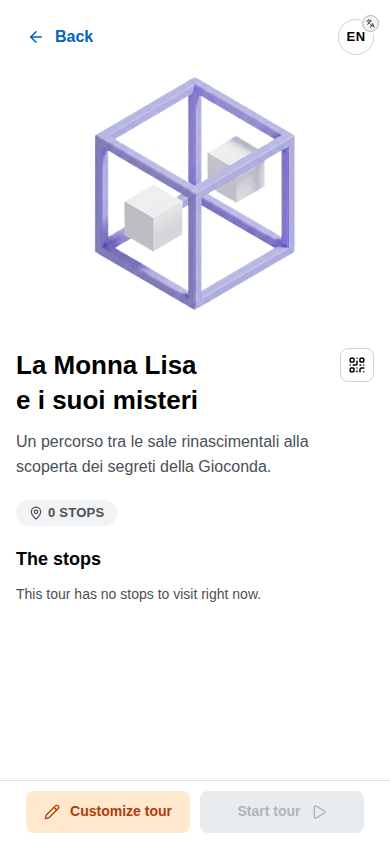 Back
EN
La Monna Lisa
e i suoi misteri
Un percorso tra le sale rinascimentali alla
scoperta dei segreti della Gioconda.
0 STOPS
The stops
This tour has no stops to visit right now.
Customize tour
Start tour